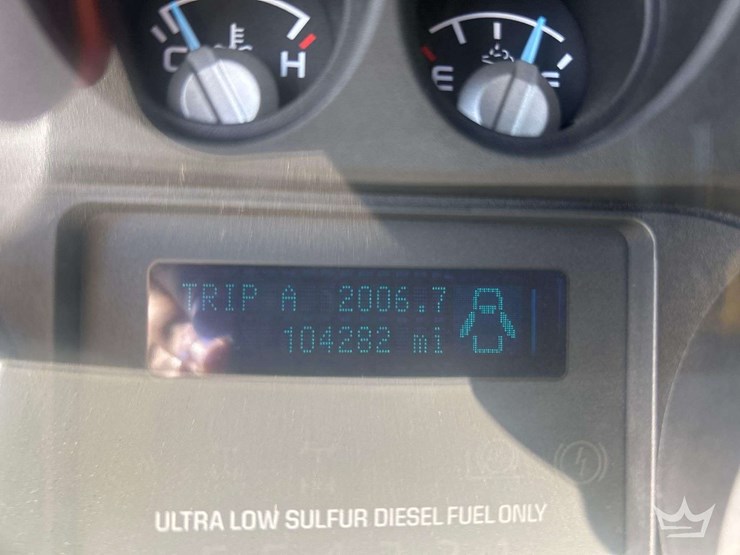 C H
E F
TRIP A 2006.7
104282 mi
ULTRA LOW SULFUR DIESEL FUEL ONLY